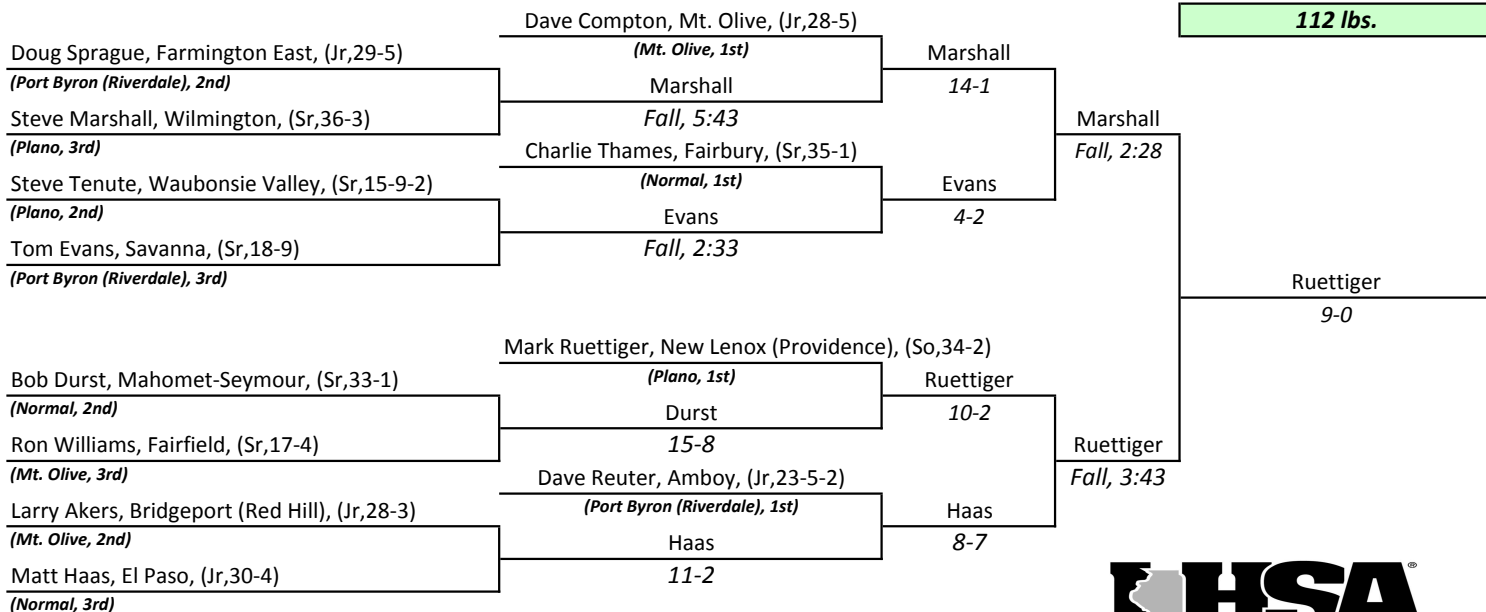 Dave Compton, Mt. Olive, (Jr,28-5)
112 lbs.
Doug Sprague, Farmington East, (Jr,29-5)
(Mt. Olive, 1st)
Marshall
(Port Byron (Riverdale), 2nd)
Marshall
14-1
Steve Marshall, Wilmington, (Sr,36-3)
Fall, 5:43
Marshall
(Plano, 3rd)
Charlie Thames, Fairbury, (Sr,35-1)
Fall, 2:28
Steve Tenute, Waubonsie Valley, (Sr,15-9-2)
(Normal, 1st)
Evans
(Plano, 2nd)
Evans
4-2
Tom Evans, Savanna, (Sr,18-9)
Fall, 2:33
(Port Byron (Riverdale), 3rd)
Ruettiger
9-0
Mark Ruettiger, New Lenox (Providence), (So,34-2)
Bob Durst, Mahomet-Seymour, (Sr,33-1)
(Plano, 1st)
Ruettiger
(Normal, 2nd)
Durst
10-2
Ron Williams, Fairfield, (Sr,17-4)
15-8
Ruettiger
(Mt. Olive, 3rd)
Dave Reuter, Amboy, (Jr,23-5-2)
Fall, 3:43
Larry Akers, Bridgeport (Red Hill), (Jr,28-3)
(Port Byron (Riverdale), 1st)
Haas
(Mt. Olive, 2nd)
Haas
8-7
Matt Haas, El Paso, (Jr,30-4)
11-2
(Normal, 3rd)
IHSA®